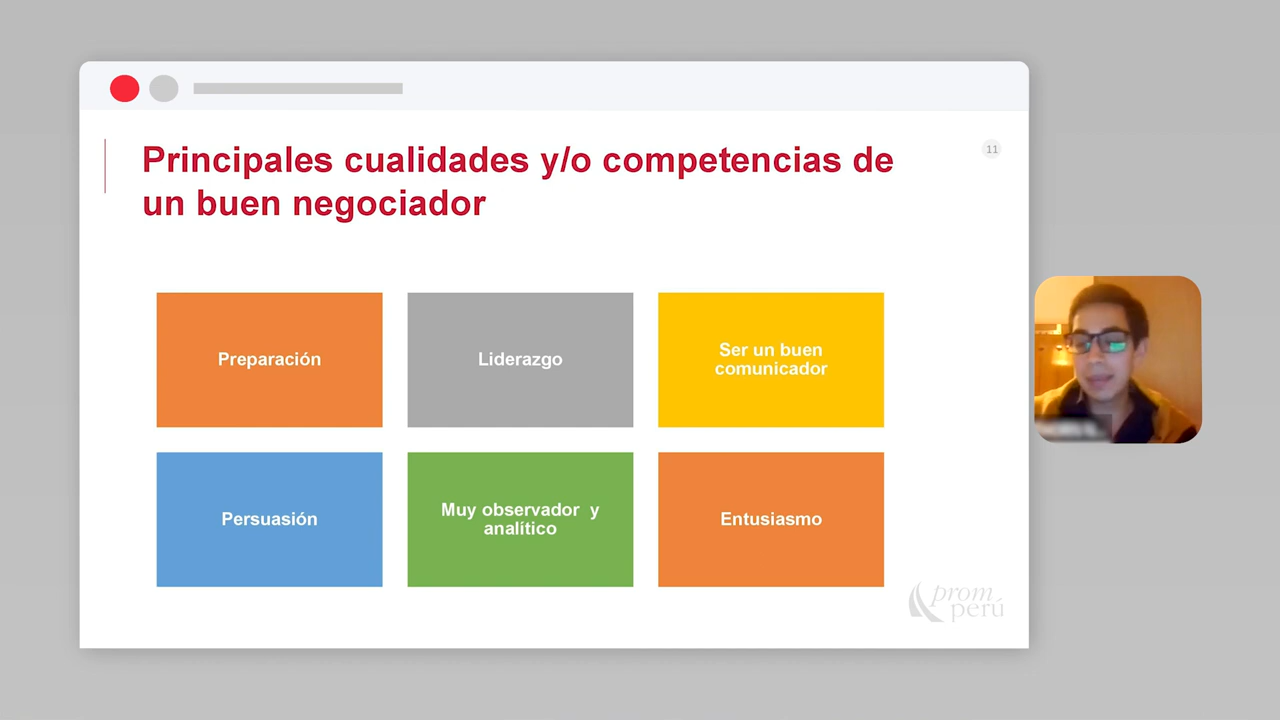 Principales cualidades y/o competencias de
un buen negociador
11
Preparación
Liderazgo
Ser un buen
comunicador
Persuasión
Muy observador y
analítico
Entusiasmo
prom
perú